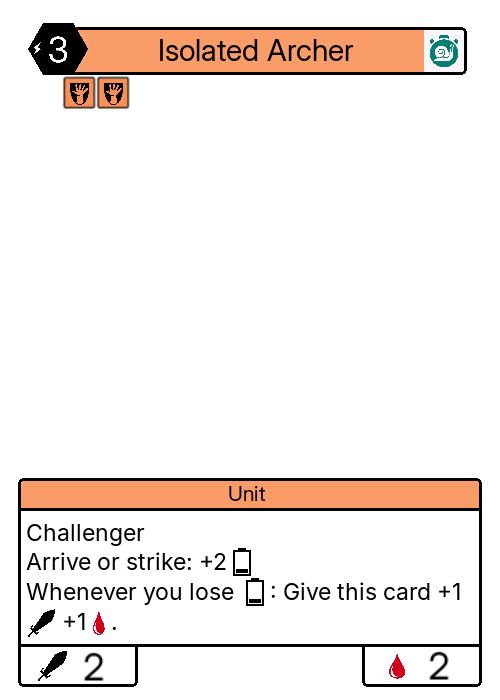 3
Isolated Archer
Unit
Challenger
Arrive or strike: +2
Whenever you lose : Give this card +1
+1 .
2
2